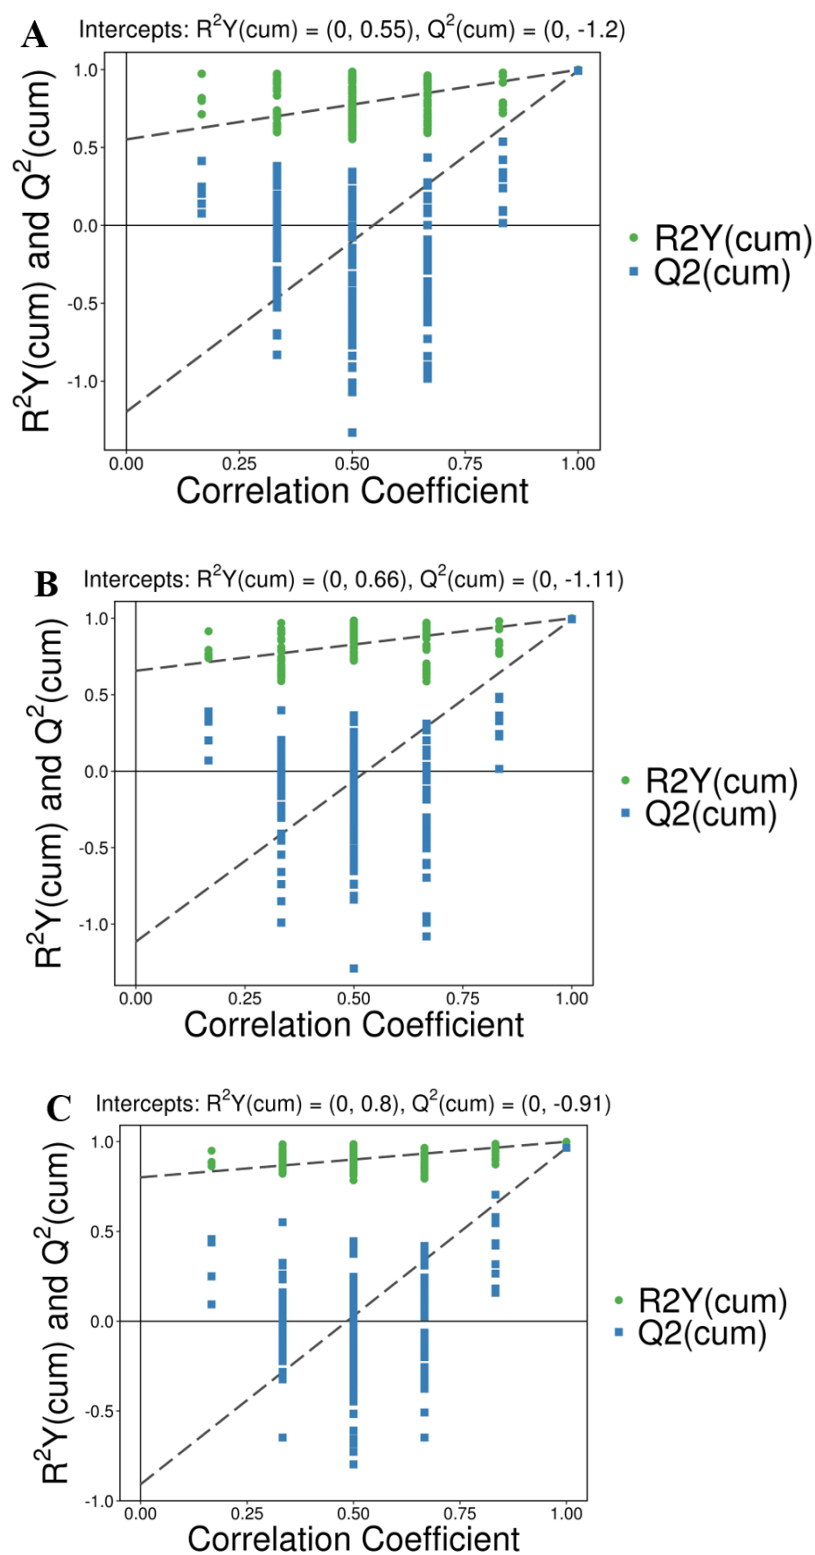 A
Intercepts: R²Y(cum) = (0, 0.55), Q²(cum) = (0, -1.2)
R²Y(cum) and Q²(cum)
1.0
0.5
0.0
-0.5
-1.0
0.00 0.25 0.50 0.75 1.00
Correlation Coefficient
R2Y(cum)
Q2(cum)
B
Intercepts: R²Y(cum) = (0, 0.66), Q²(cum) = (0, -1.11)
R²Y(cum) and Q²(cum)
1.0
0.5
0.0
-0.5
-1.0
0.00 0.25 0.50 0.75 1.00
Correlation Coefficient
R2Y(cum)
Q2(cum)
C
Intercepts: R²Y(cum) = (0, 0.8), Q²(cum) = (0, -0.91)
R²Y(cum) and Q²(cum)
1.0
0.5
0.0
-0.5
-1.0
0.00 0.25 0.50 0.75 1.00
Correlation Coefficient
R2Y(cum)
Q2(cum)